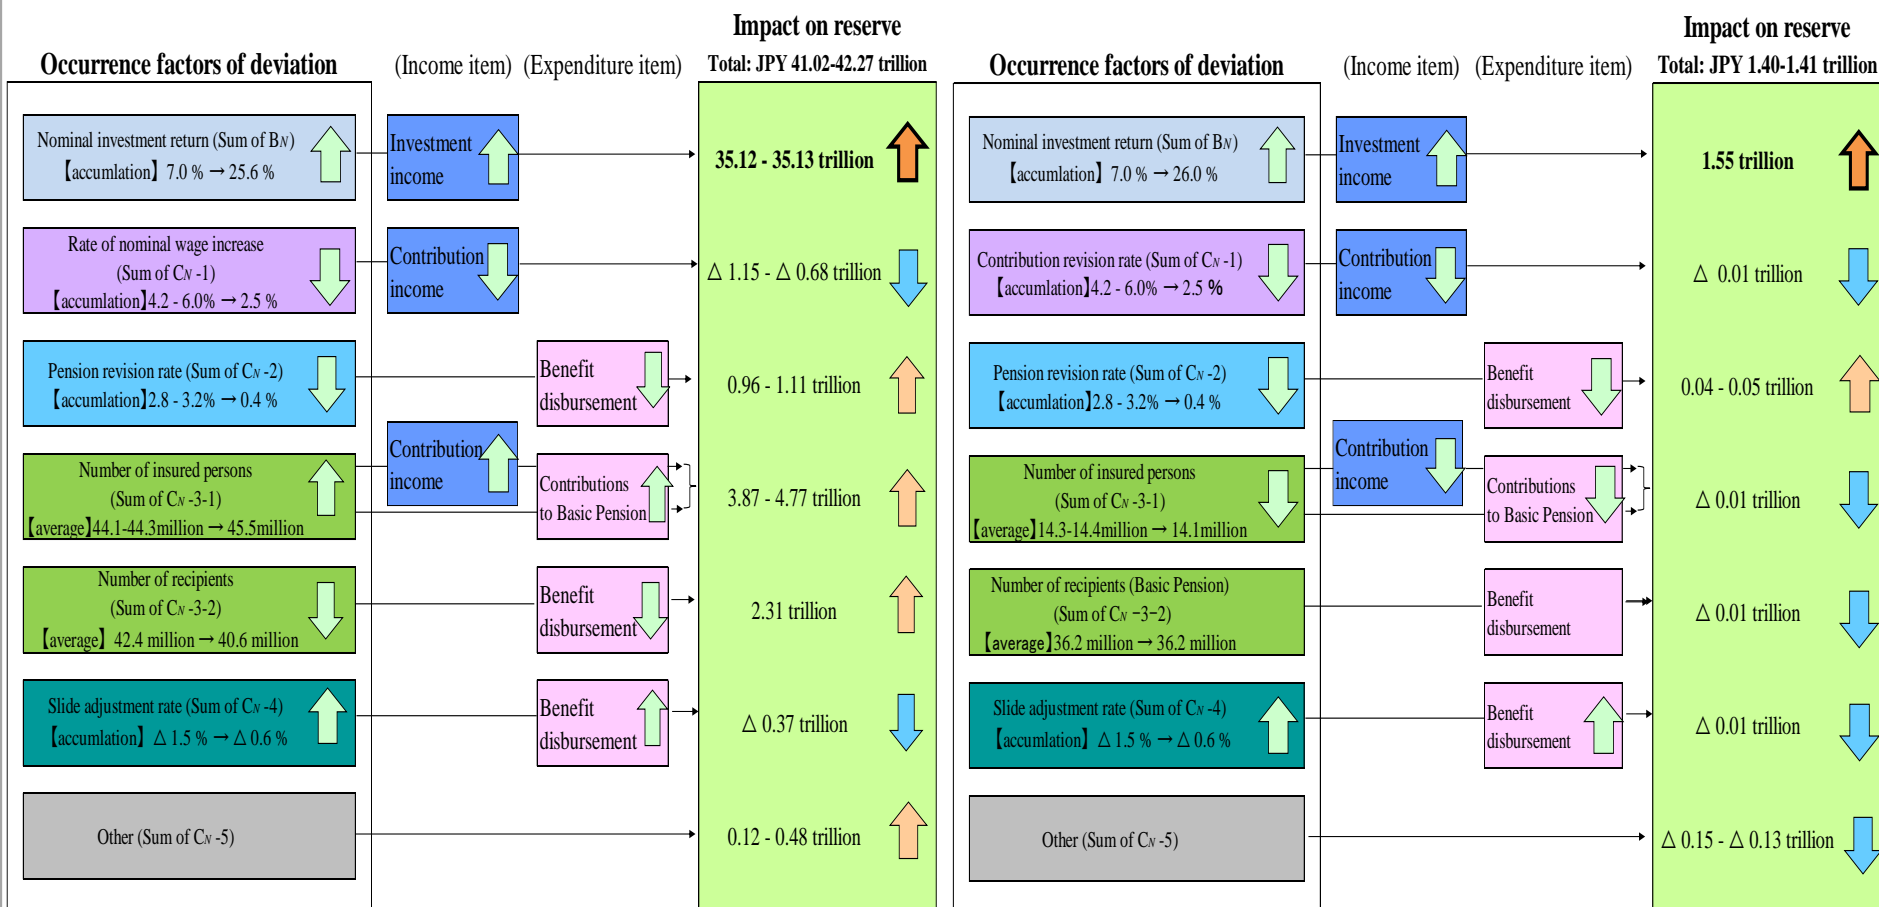 Impact on reserve
Occurrence factors of deviation
(Income item)
(Expenditure item)
Total: JPY 41.02-42.27 trillion
Nominal investment return (Sum of BN)
【accumlation】 7.0 % → 25.6 %
Investment
income
35.12 - 35.13 trillion
Rate of nominal wage increase
(Sum of CN -1)
【accumlation】4.2 - 6.0% → 2.5 %
Contribution
income
Δ 1.15 - Δ 0.68 trillion
Pension revision rate (Sum of CN -2)
【accumlation】2.8 - 3.2% → 0.4 %
Benefit
disbursement
0.96 - 1.11 trillion
Number of insured persons
(Sum of CN -3-1)
【average】44.1-44.3million → 45.5million
Contribution
income
Contributions
to Basic Pension
3.87 - 4.77 trillion
Number of recipients
(Sum of CN -3-2)
【average】 42.4 million → 40.6 million
Benefit
disbursement
2.31 trillion
Slide adjustment rate (Sum of CN -4)
【accumlation】 Δ 1.5 % → Δ 0.6 %
Benefit
disbursement
Δ 0.37 trillion
Other (Sum of CN -5)
0.12 - 0.48 trillion
Impact on reserve
Occurrence factors of deviation
(Income item)
(Expenditure item)
Total: JPY 1.40-1.41 trillion
Nominal investment return (Sum of BN)
【accumlation】 7.0 % → 26.0 %
Investment
income
1.55 trillion
Contribution revision rate (Sum of CN -1)
【accumlation】4.2 - 6.0% → 2.5 %
Contribution
income
Δ 0.01 trillion
Pension revision rate (Sum of CN -2)
【accumlation】2.8 - 3.2% → 0.4 %
Benefit
disbursement
0.04 - 0.05 trillion
Number of insured persons
(Sum of CN -3-1)
【average】14.3-14.4million → 14.1million
Contribution
income
Contributions
to Basic Pension
Δ 0.01 trillion
Number of recipients (Basic Pension)
(Sum of CN -3-2)
【average】36.2 million → 36.2 million
Benefit
disbursement
Δ 0.01 trillion
Slide adjustment rate (Sum of CN -4)
【accumlation】 Δ 1.5 % → Δ 0.6 %
Benefit
disbursement
Δ 0.01 trillion
Other (Sum of CN -5)
Δ 0.15 - Δ 0.13 trillion